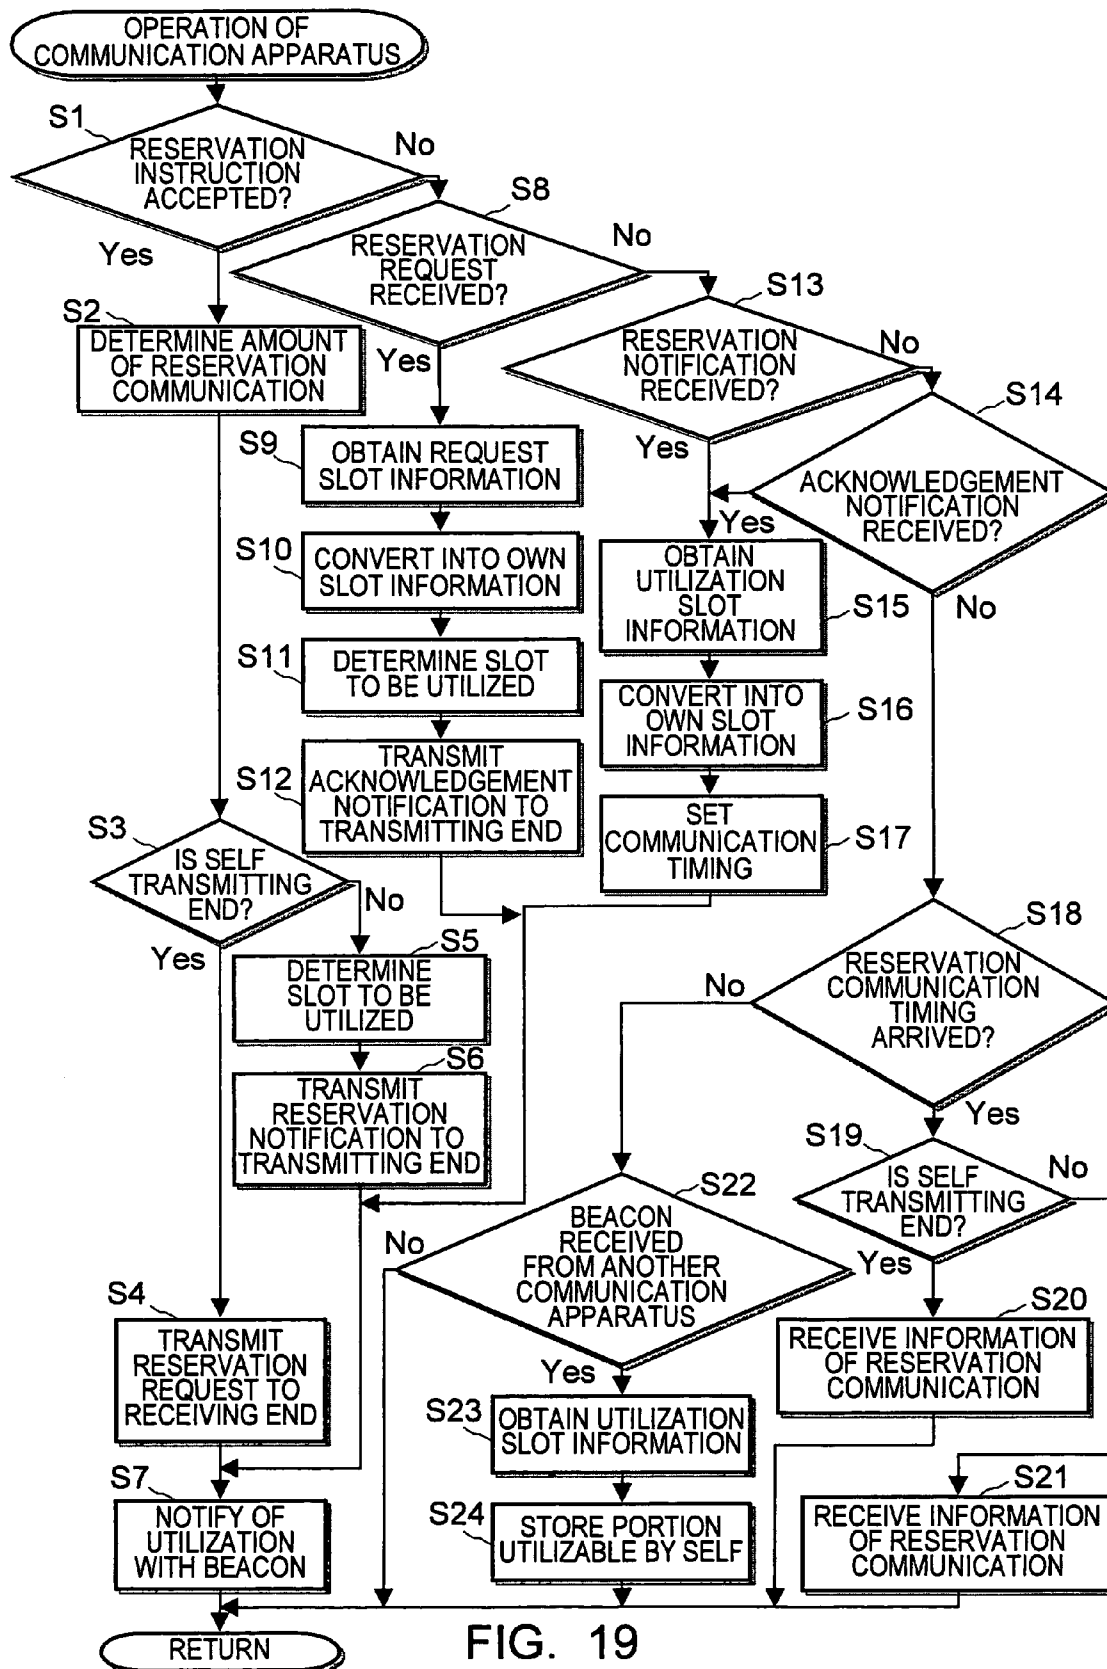 OPERATION OF
COMMUNICATION APPARATUS
S1
RESERVATION
INSTRUCTION
ACCEPTED?
No
Yes
S8
RESERVATION
REQUEST
RECEIVED?
No
Yes
S2
DETERMINE AMOUNT
OF RESERVATION
COMMUNICATION
S13
RESERVATION
NOTIFICATION
RECEIVED?
No
Yes
S14
ACKNOWLEDGEMENT
NOTIFICATION
RECEIVED?
Yes
No
S9
OBTAIN REQUEST
SLOT INFORMATION
S10
CONVERT INTO OWN
SLOT INFORMATION
S11
DETERMINE SLOT
TO BE UTILIZED
S12
TRANSMIT
ACKNOWLEDGEMENT
NOTIFICATION TO
TRANSMITTING END
OBTAIN
UTILIZATION
SLOT
INFORMATION
S15
CONVERT INTO
OWN SLOT
INFORMATION
S16
SET
COMMUNICATION
TIMING
S17
S3
IS SELF
TRANSMITTING
END?
No
Yes
S5
DETERMINE
SLOT TO BE
UTILIZED
S6
TRANSMIT
RESERVATION
NOTIFICATION TO
TRANSMITTING END
S18
RESERVATION
COMMUNICATION
TIMING
ARRIVED?
No
Yes
S19
IS SELF
TRANSMITTING
END?
No
Yes
S22
BEACON
RECEIVED
FROM ANOTHER
COMMUNICATION
APPARATUS
No
Yes
S4
TRANSMIT
RESERVATION
REQUEST TO
RECEIVING END
S20
RECEIVE INFORMATION
OF RESERVATION
COMMUNICATION
S23
OBTAIN UTILIZATION
SLOT INFORMATION
S7
NOTIFY OF
UTILIZATION
WITH BEACON
S24
STORE PORTION
UTILIZABLE BY SELF
S21
RECEIVE INFORMATION
OF RESERVATION
COMMUNICATION
RETURN
FIG. 19